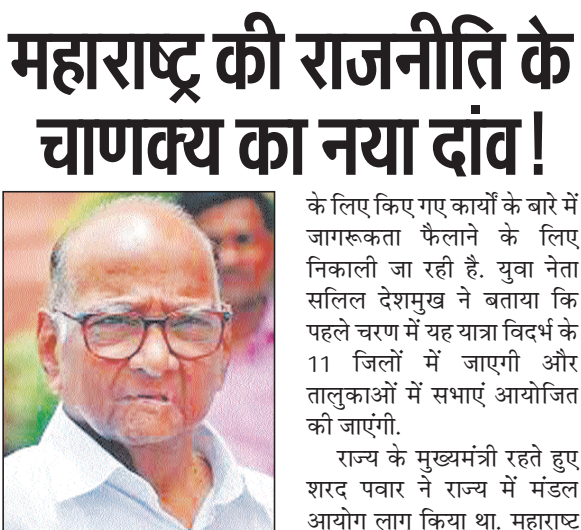 महाराष्ट्र की राजनीति के
चाणक्य का नया दांव!
के लिए किए गए कार्यों के बारे में
जागरूकता फैलाने के लिए
निकाली जा रही है. युवा नेता
सलिल देशमुख ने बताया कि
पहले चरण में यह यात्रा विदर्भ के
11 जिलों में जाएगी और
तालुकाओं में सभाएं आयोजित
की जाएंगी.
राज्य के मुख्यमंत्री रहते हुए
शरद पवार ने राज्य में मंडल
आयोग लागू किया था. महाराष्ट्र